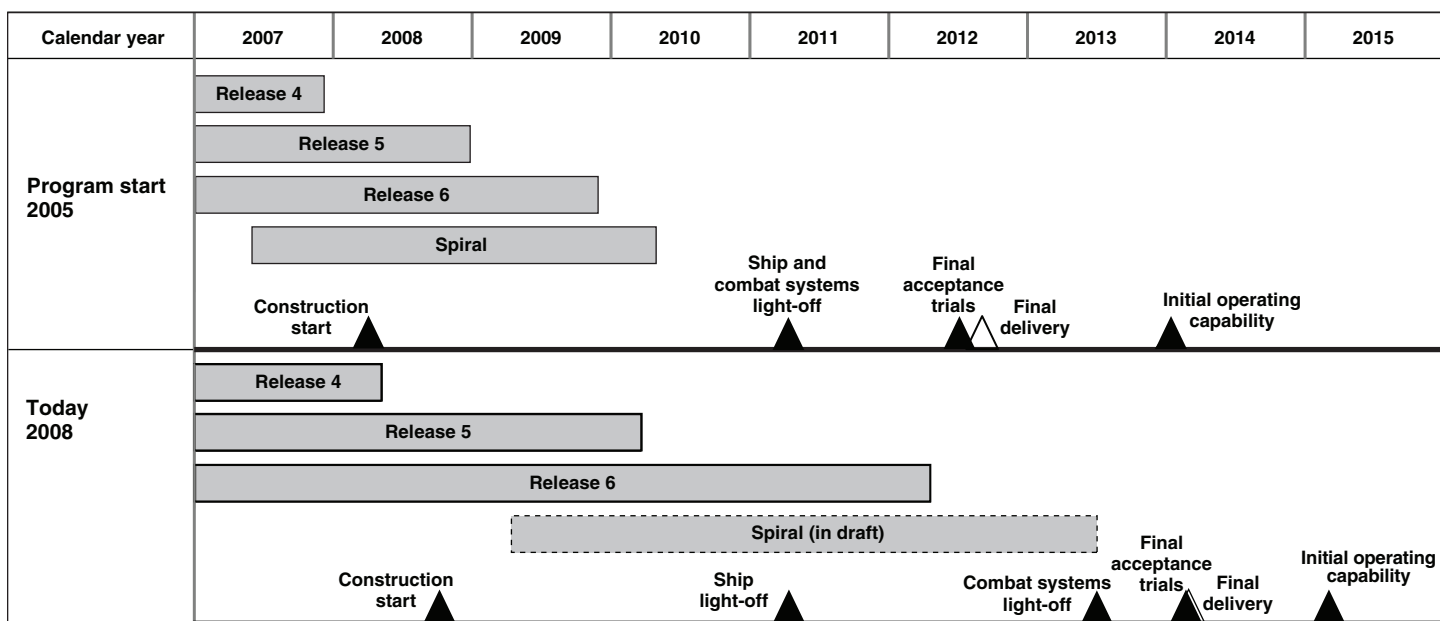 Calendar year 2007 2008 2009 2010 2011 2012 2013 2014 2015
Program start
2005
Release 4
Release 5
Release 6
Spiral
Construction
start
Ship and
combat systems
light-off
Final
acceptance
trials
Final
delivery
Initial operating
capability
Today
2008
Release 4
Release 5
Release 6
Spiral (in draft)
Construction
start
Ship
light-off
Combat systems
light-off
Final
acceptance
trials
Final
delivery
Initial operating
capability